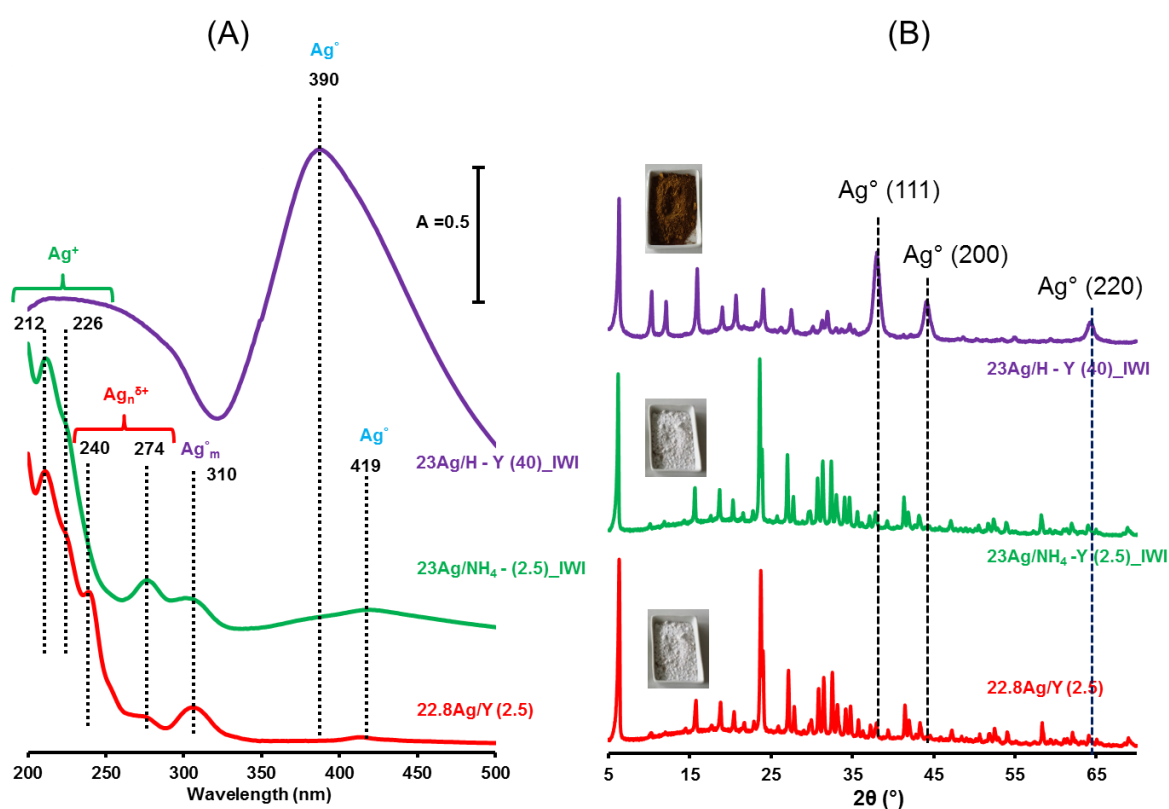 (A)
Ag°
390
A =0.5
Ag⁺
212
226
Agₙᵟ⁺
240
274
Ag°ₘ
310
Ag°
419
23Ag/H - Y (40)_IWI
23Ag/NH₄ - (2.5)_IWI
22.8Ag/Y (2.5)
200
250
300
350
400
450
500
Wavelength (nm)
(B)
Ag° (111)
Ag° (200)
Ag° (220)
23Ag/H - Y (40)_IWI
23Ag/NH₄ -Y (2.5)_IWI
22.8Ag/Y (2.5)
5
15
25
35
45
55
65
2θ (°)